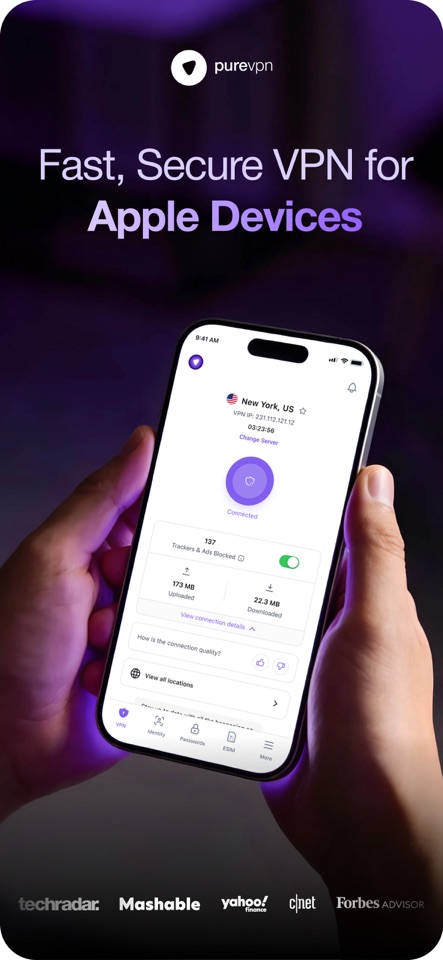 purevpn
Fast, Secure VPN for
Apple Devices
9:41 AM
New York, US
VPN IP: 231.112.121.12
03:23:56
Change Server
Connected
137
Trackers & Ads Blocked
173 MB
Uploaded
22.3 MB
Downloaded
View connection details
How is the connection quality?
View all locations
VPN
Identity
Passwords
ESIM
More
techradar.
Mashable
yahoo!
finance
c|net
Forbes ADVISOR